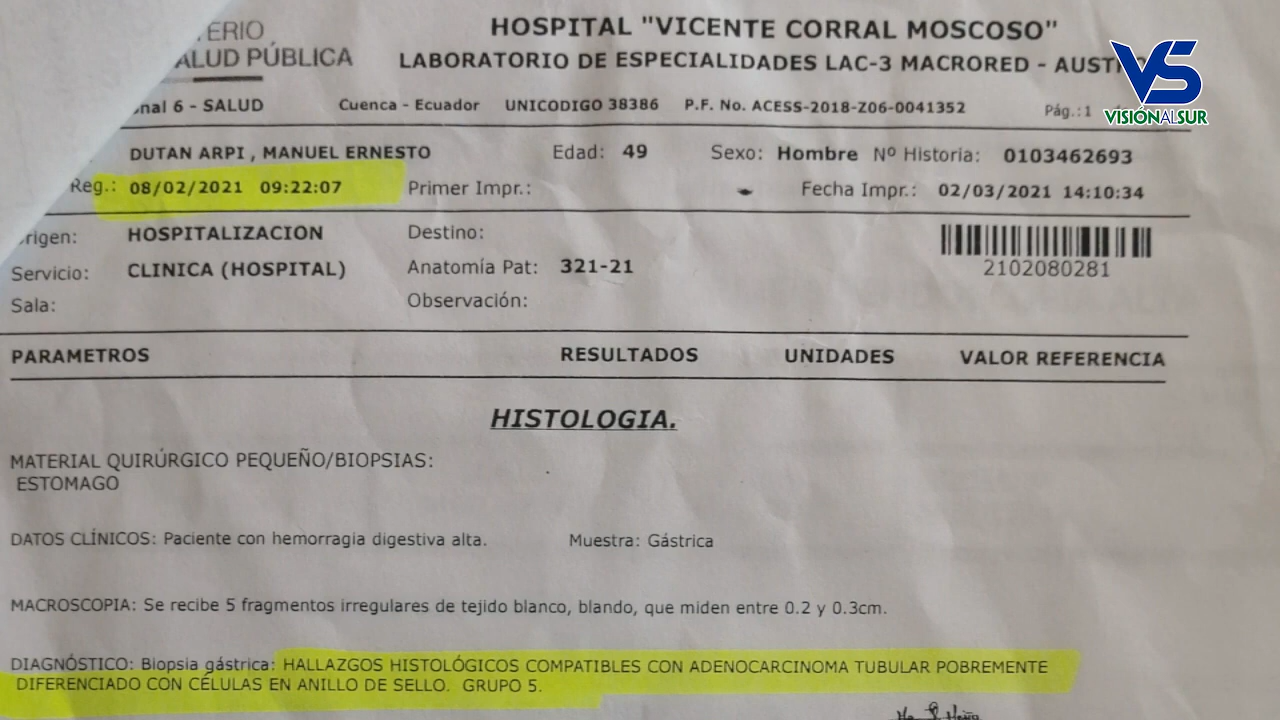 HOSPITAL "VICENTE CORRAL MOSCOSO"
SALUD PÚBLICA
LABORATORIO DE ESPECIALIDADES LAC-3 MACRORED -
VS
VISIÓNALSUR
6 - SALUD Cuenca - Ecuador UNICODIGO 38386 P.F. No. ACESS-2018-Z06-0041352 Pág.:1
DUTAN ARPI , MANUEL ERNESTO Edad: 49 Sexo: Hombre Nº Historia: 0103462693
Reg.: 08/02/2021 09:22:07 Primer Impr.: Fecha Impr.: 02/03/2021 14:10:34
Origen: HOSPITALIZACION Destino:
Servicio: CLINICA (HOSPITAL) Anatomía Pat: 321-21
2102080281
Sala: Observación:
PARAMETROS RESULTADOS UNIDADES VALOR REFERENCIA
HISTOLOGIA.
MATERIAL QUIRÚRGICO PEQUEÑO/BIOPSIAS:
ESTOMAGO
DATOS CLÍNICOS: Paciente con hemorragia digestiva alta. Muestra: Gástrica
MACROSCOPIA: Se recibe 5 fragmentos irregulares de tejido blanco, blando, que miden entre 0.2 y 0.3cm.
DIAGNÓSTICO: Biopsia gástrica: HALLAZGOS HISTOLÓGICOS COMPATIBLES CON ADENOCARCINOMA TUBULAR POBREMENTE
DIFERENCIADO CON CÉLULAS EN ANILLO DE SELLO. GRUPO 5.